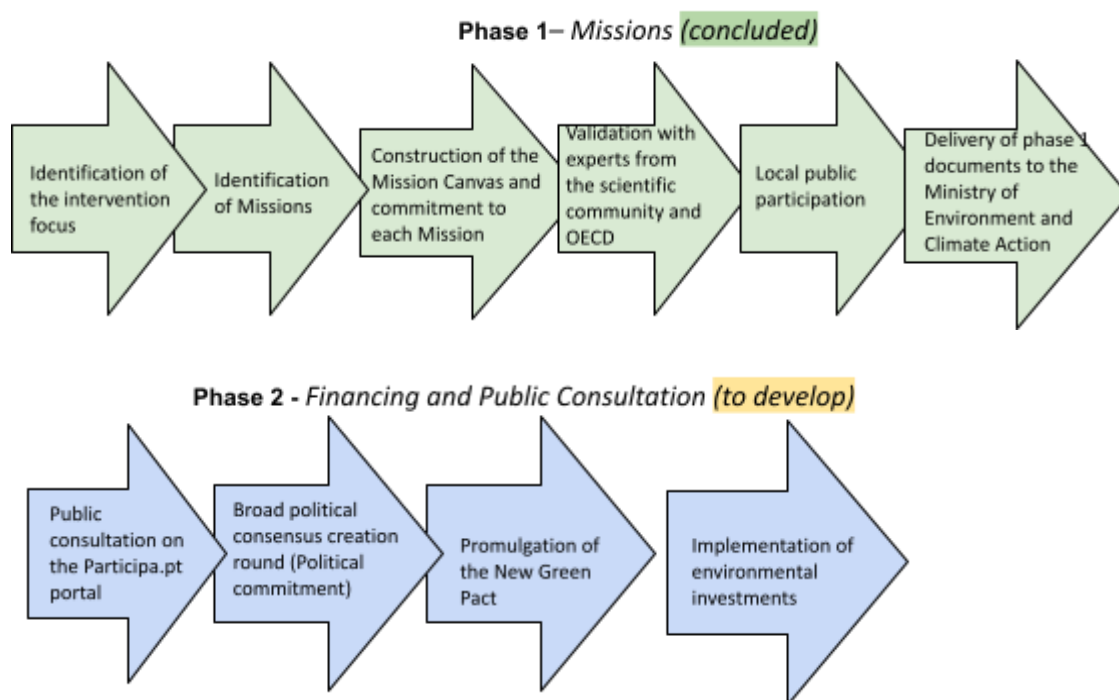 Phase 1– Missions (concluded)
Identification of
the intervention
focus
Identification
of Missions
Construction of the
Mission Canvas and
commitment to
each Mission
Validation with
experts from
the scientific
community and
OECD
Local public
participation
Delivery of phase 1
documents to the
Ministry of
Environment and
Climate Action
Phase 2 - Financing and Public Consultation (to develop)
Public
consultation on
the Participa.pt
portal
Broad political
consensus creation
round (Political
commitment)
Promulgation of
the New Green
Pact
Implementation of
environmental
investments